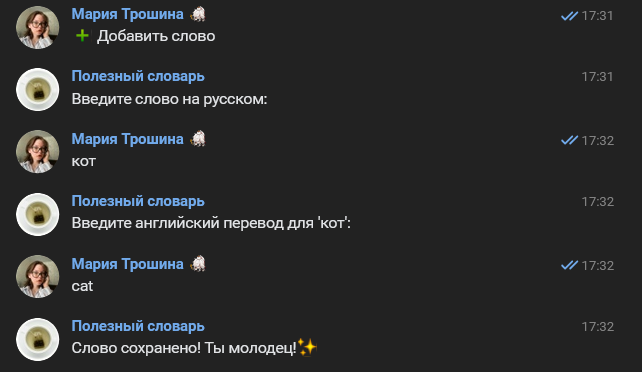 Мария Трошина 17:31
➕ Добавить слово
Полезный словарь 17:31
Введите слово на русском:
Мария Трошина 17:32
кот
Полезный словарь 17:32
Введите английский перевод для 'кот':
Мария Трошина 17:32
cat
Полезный словарь 17:32
Слово сохранено! Ты молодец!✨